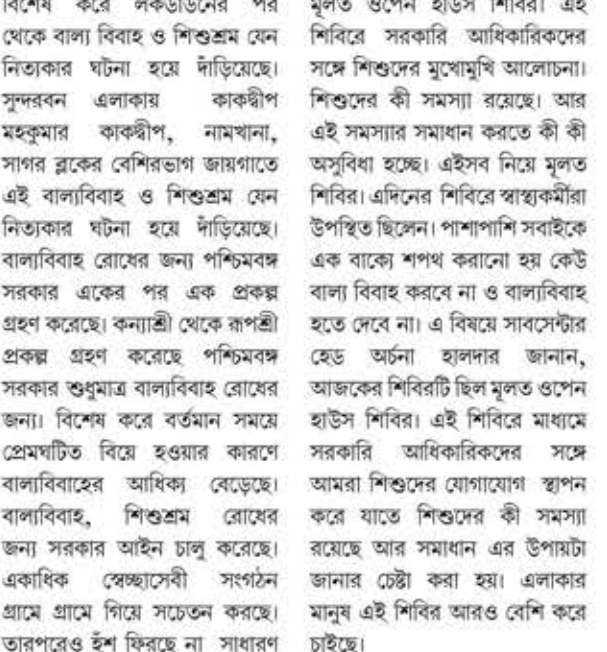 বিশেষ করে লকডাউনের পর
থেকে বাল্য বিবাহ ও শিশুশ্রম যেন
নিত্যকার ঘটনা হয়ে দাঁড়িয়েছে।
সুন্দরবন এলাকায় কাকদ্বীপ
মহকুমার কাকদ্বীপ, নামখানা,
সাগর ব্লকের বেশিরভাগ জায়গাতে
এই বাল্যবিবাহ ও শিশুশ্রম যেন
নিত্যকার ঘটনা হয়ে দাঁড়িয়েছে।
বাল্যবিবাহ রোধের জন্য পশ্চিমবঙ্গ
সরকার একের পর এক প্রকল্প
গ্রহণ করেছে। কন্যাশ্রী থেকে রূপশ্রী
প্রকল্প গ্রহণ করেছে পশ্চিমবঙ্গ
সরকার শুধুমাত্র বাল্যবিবাহ রোধের
জন্য। বিশেষ করে বর্তমান সময়ে
প্রেমঘটিত বিয়ে হওয়ার কারণে
বাল্যবিবাহের আধিক্য বেড়েছে।
বাল্যবিবাহ, শিশুশ্রম রোধের
জন্য সরকার আইন চালু করেছে।
একাধিক স্বেচ্ছাসেবী সংগঠন
গ্রামে গ্রামে গিয়ে সচেতন করছে।
তারপরেও হুঁশ ফিরছে না সাধারণ
মূলত ওপেন হাউস শিবির। এই
শিবিরে সরকারি আধিকারিকদের
সঙ্গে শিশুদের মুখোমুখি আলোচনা।
শিশুদের কী সমস্যা রয়েছে। আর
এই সমস্যার সমাধান করতে কী কী
অসুবিধা হচ্ছে। এইসব নিয়ে মূলত
শিবির। এদিনের শিবিরে স্বাস্থ্যকর্মীরা
উপস্থিত ছিলেন। পাশাপাশি সবাইকে
এক বাক্যে শপথ করানো হয় কেউ
বাল্য বিবাহ করবে না ও বাল্যবিবাহ
হতে দেবে না। এ বিষয়ে সাবসেন্টার
হেড অর্চনা হালদার জানান,
আজকের শিবিরটি ছিল মূলত ওপেন
হাউস শিবির। এই শিবিরে মাধ্যমে
সরকারি আধিকারিকদের সঙ্গে
আমরা শিশুদের যোগাযোগ স্থাপন
করে যাতে শিশুদের কী সমস্যা
রয়েছে আর সমাধান এর উপায়টা
জানার চেষ্টা করা হয়। এলাকার
মানুষ এই শিবির আরও বেশি করে
চাইছে।